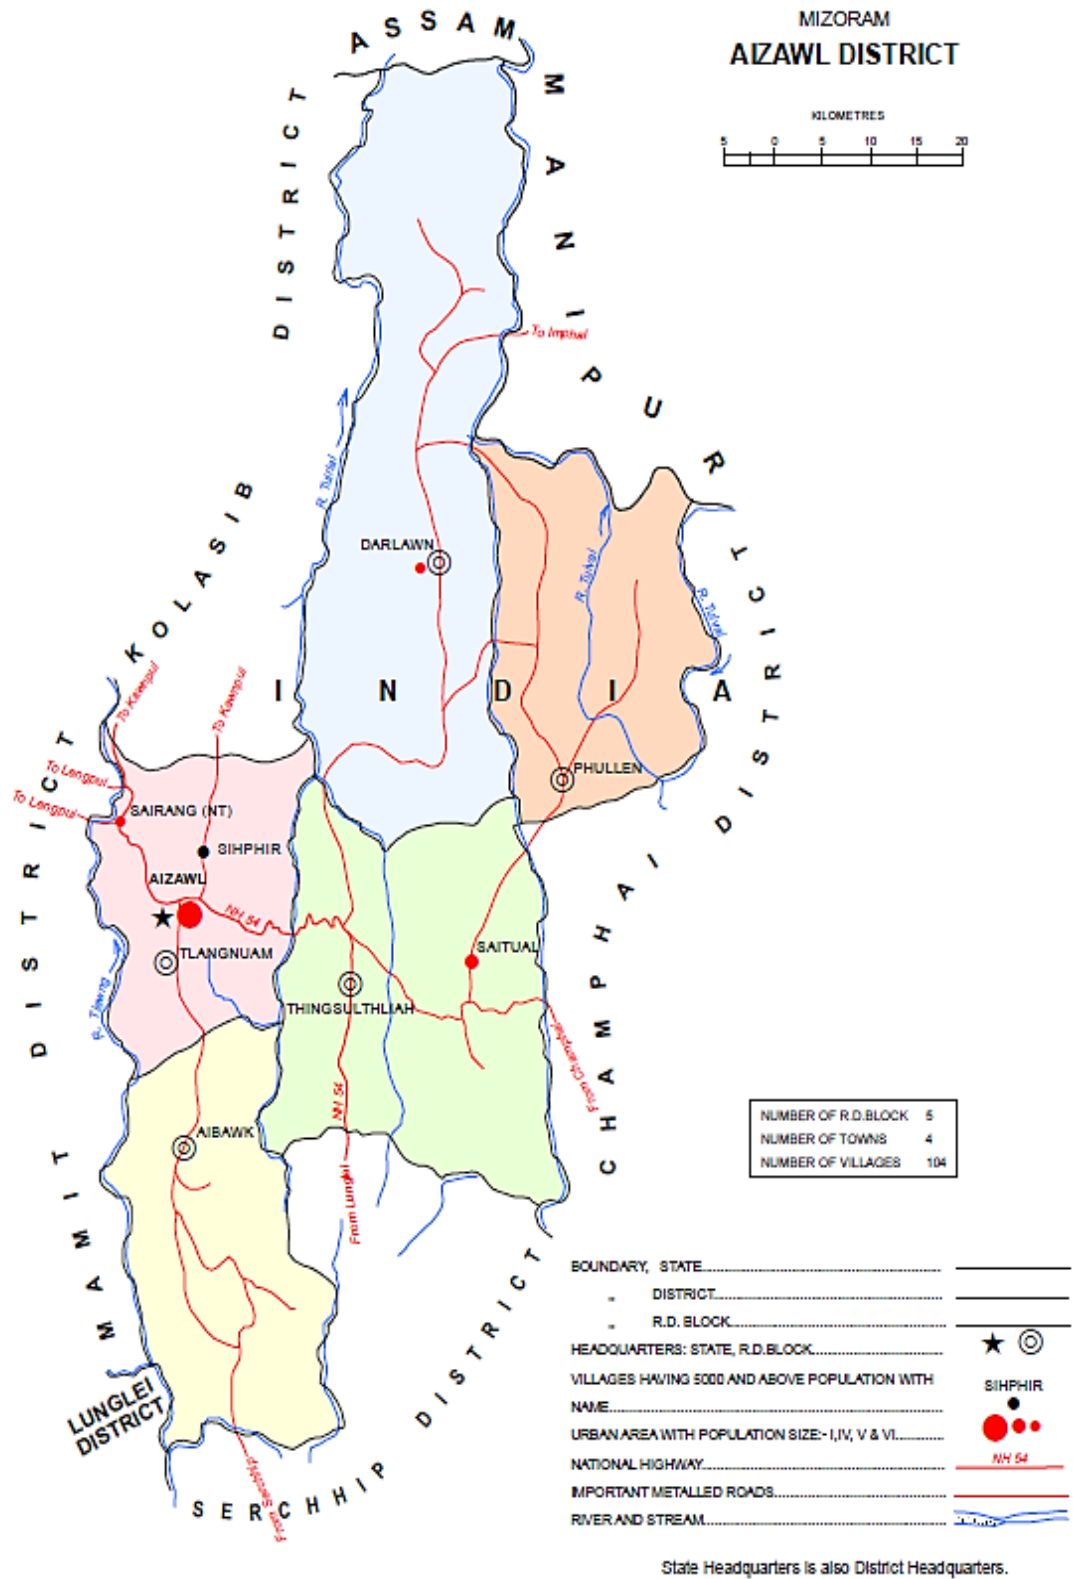 MIZORAM
AIZAWL DISTRICT
KILOMETRES
5 0 5 10 15 20
ASSAM
MANIPUR
DISTRICT
KOLASIB
To Imphal
R. Tuirial
DARLAWN
R. Tuivai
R. Tuivai
DISTRICT
INDIA
To Kawnpui
To Kawnpui
To Lengpui
To Lengpui
PHULLEN
SAIRANG (NT)
SIHPHIR
AIZAWL
NH 54
TLANGNUAM
SAITUAL
THINGSULTHLIAH
R. Tlawng
From Champhai
CHAMPHAI
DISTRICT
NH 54
AIBAWK
From Lunglei
MAMIT
LUNGLEI
DISTRICT
DISTRICT
SERCHHIP
From Serchhip
NUMBER OF R.D.BLOCK 5
NUMBER OF TOWNS 4
NUMBER OF VILLAGES 104
BOUNDARY, STATE
" DISTRICT
" R.D. BLOCK
HEADQUARTERS: STATE, R.D.BLOCK
VILLAGES HAVING 5000 AND ABOVE POPULATION WITH
NAME
SIHPHIR
URBAN AREA WITH POPULATION SIZE:- I,IV, V & VI
NATIONAL HIGHWAY
NH 54
IMPORTANT METALLED ROADS
RIVER AND STREAM
State Headquarters is also District Headquarters.